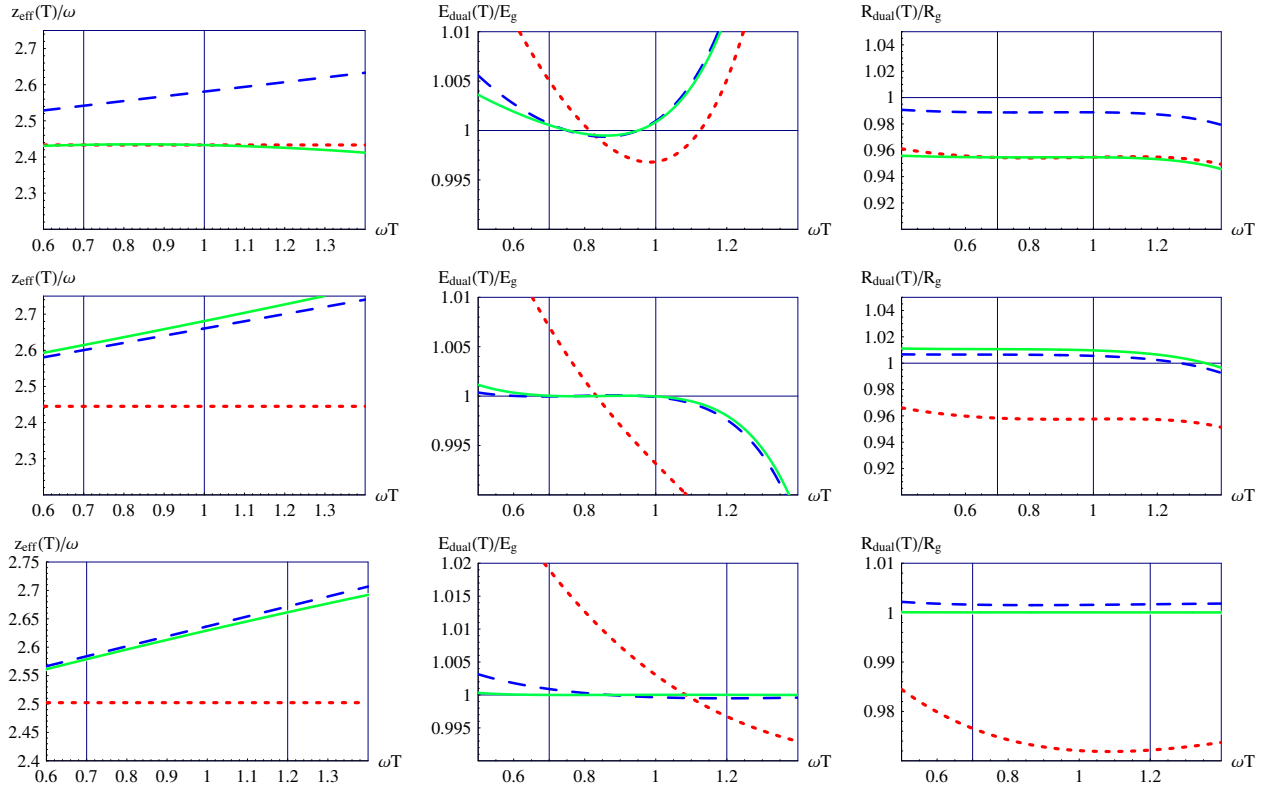 z_eff(T)/ω
2.7
2.6
2.5
2.4
2.3
0.6 0.7 0.8 0.9 1 1.1 1.2 1.3
ωT
E_dual(T)/E_g
1.01
1.005
1
0.995
0.6 0.8 1 1.2
ωT
R_dual(T)/R_g
1.04
1.02
1
0.98
0.96
0.94
0.92
0.6 0.8 1 1.2
ωT
z_eff(T)/ω
2.7
2.6
2.5
2.4
2.3
0.6 0.7 0.8 0.9 1 1.1 1.2 1.3
ωT
E_dual(T)/E_g
1.01
1.005
1
0.995
0.6 0.8 1 1.2
ωT
R_dual(T)/R_g
1.04
1.02
1
0.98
0.96
0.94
0.92
0.6 0.8 1 1.2
ωT
z_eff(T)/ω
2.75
2.7
2.65
2.6
2.55
2.5
2.45
2.4
0.6 0.7 0.8 0.9 1 1.1 1.2 1.3
ωT
E_dual(T)/E_g
1.02
1.015
1.01
1.005
1
0.995
0.6 0.8 1 1.2
ωT
R_dual(T)/R_g
1.01
1
0.99
0.98
0.6 0.8 1 1.2
ωT